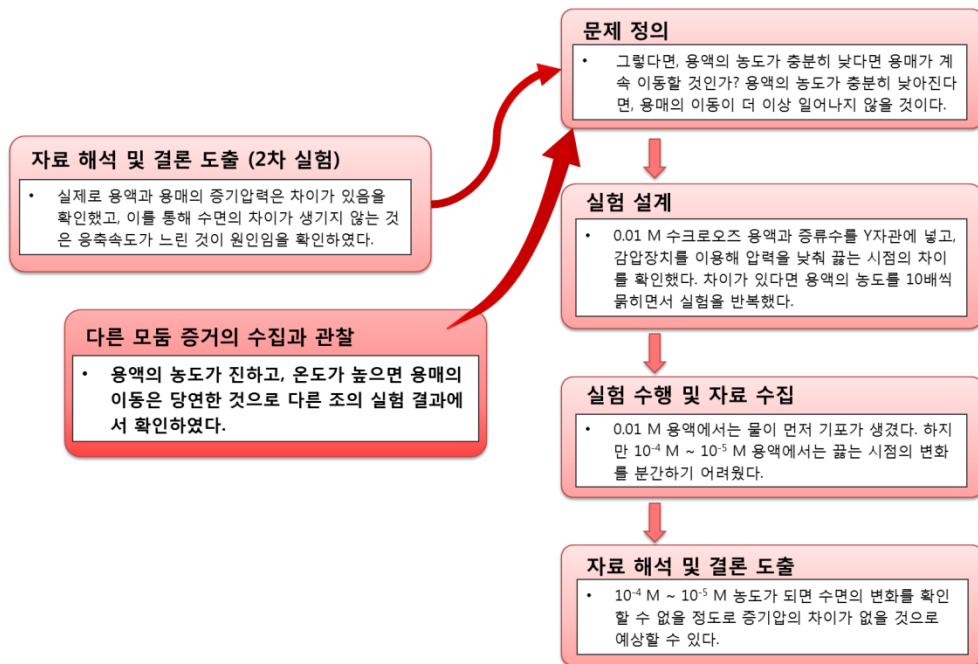 문제 정의
• 그렇다면, 용액의 농도가 충분히 낮다면 용매가 계
속 이동할 것인가? 용액의 농도가 충분히 낮아진다
면, 용매의 이동이 더 이상 일어나지 않을 것이다.
자료 해석 및 결론 도출 (2차 실험)
• 실제로 용액과 용매의 증기압력은 차이가 있음을
확인했고, 이를 통해 수면의 차이가 생기지 않는 것
은 응축속도가 느린 것이 원인임을 확인하였다.
다른 모둠 증거의 수집과 관찰
• 용액의 농도가 진하고, 온도가 높으면 용매의
이동은 당연한 것으로 다른 조의 실험 결과에
서 확인하였다.
실험 설계
• 0.01 M 수크로오즈 용액과 증류수를 Y자관에 넣고,
감압장치를 이용해 압력을 낮춰 끓는 시점의 차이
를 확인했다. 차이가 있다면 용액의 농도를 10배씩
묽히면서 실험을 반복했다.
실험 수행 및 자료 수집
• 0.01 M 용액에서는 물이 먼저 기포가 생겼다. 하지
만 10⁻⁴ M ~ 10⁻⁵ M 용액에서는 끓는 시점의 변화
를 분간하기 어려웠다.
자료 해석 및 결론 도출
• 10⁻⁴ M ~ 10⁻⁵ M 농도가 되면 수면의 변화를 확인
할 수 없을 정도로 증기압의 차이가 없을 것으로
예상할 수 있다.